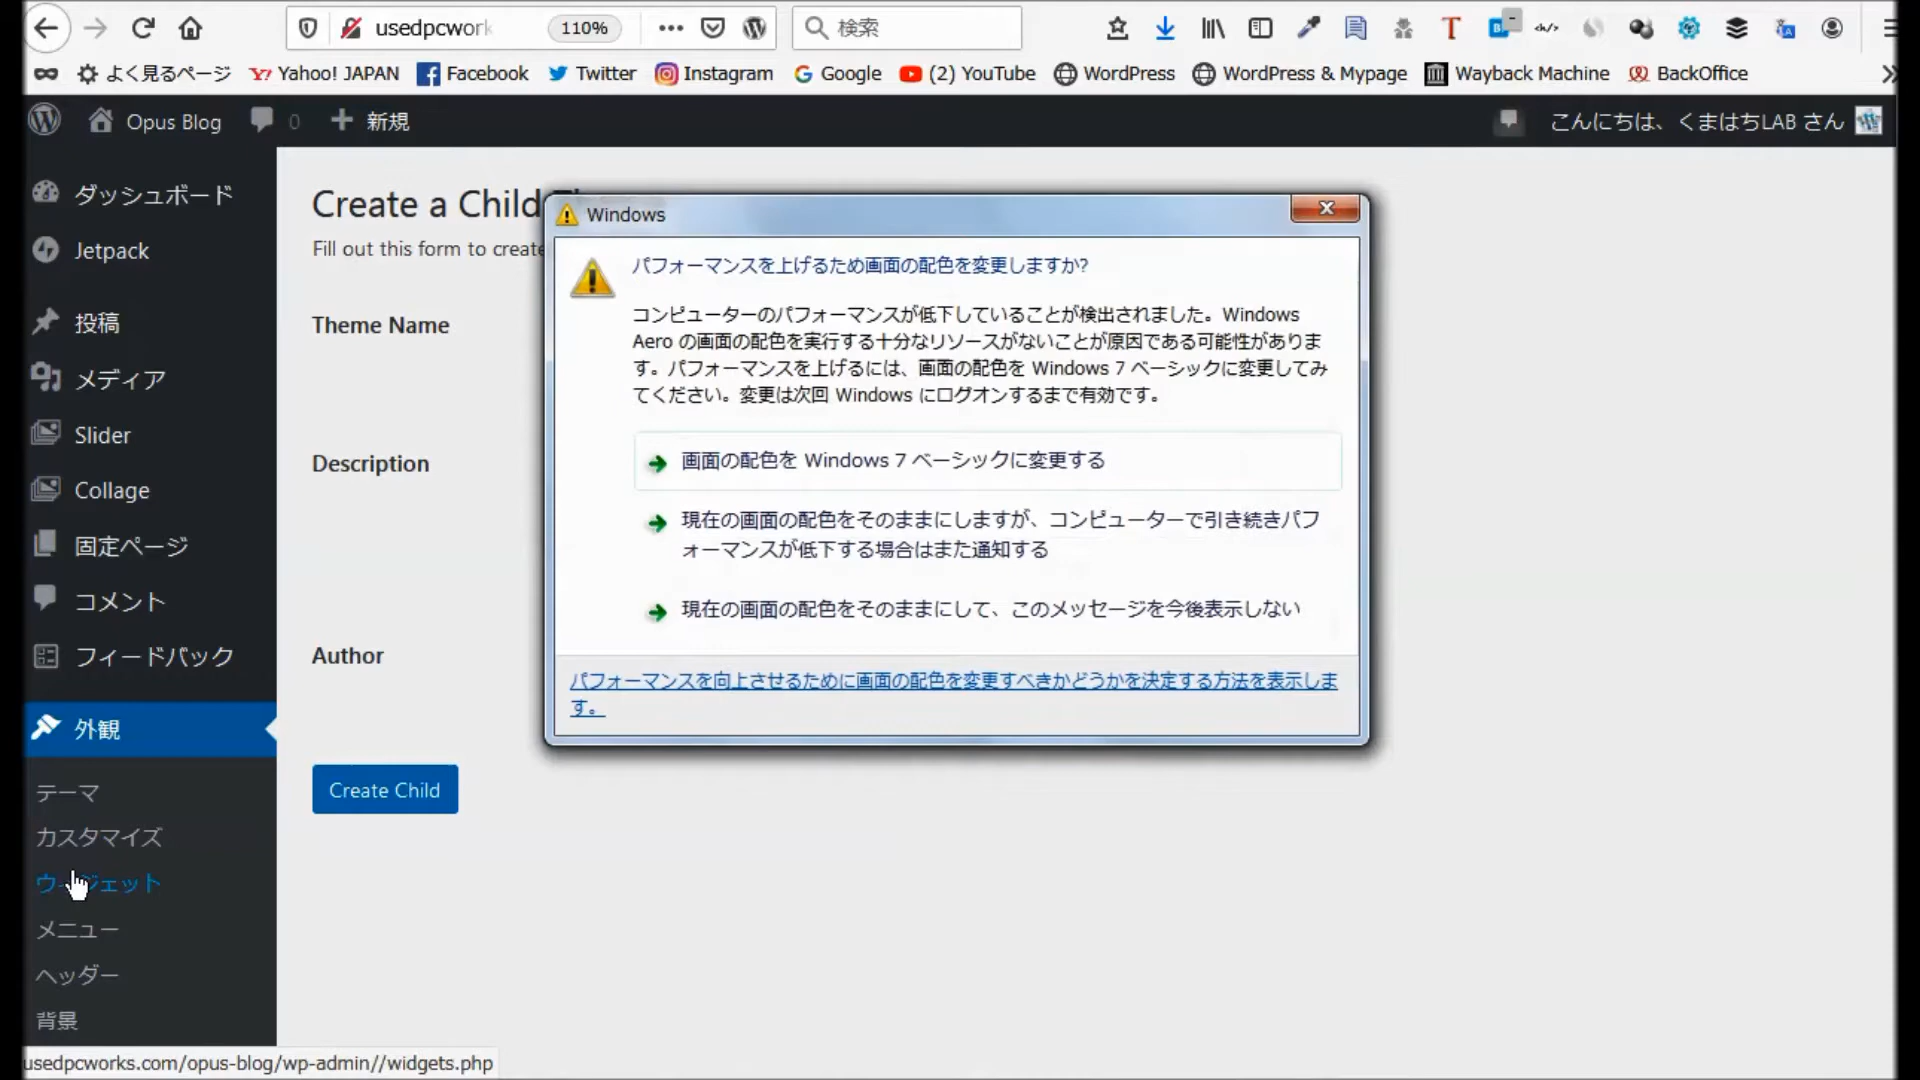 usedpcwork
110%
検索
よく見るページ
Yahoo! JAPAN
Facebook
Twitter
Instagram
Google
(2) YouTube
WordPress
WordPress & Mypage
Wayback Machine
BackOffice
Opus Blog
0
新規
こんにちは、くまはちLAB さん
ダッシュボード
Jetpack
投稿
メディア
Slider
Collage
固定ページ
コメント
フィードバック
外観
テーマ
カスタマイズ
メニュー
ヘッダー
背景
usedpcworks.com/opus-blog/wp-admin//widgets.php
Create a Child
Fill out this form to create
Theme Name
Description
Author
Create Child
Windows
パフォーマンスを上げるため画面の配色を変更しますか?
コンピューターのパフォーマンスが低下していることが検出されました。Windows
Aero の画面の配色を実行する十分なリソースがないことが原因である可能性がありま
す。パフォーマンスを上げるには、画面の配色を Windows 7 ベーシックに変更してみ
てください。変更は次回 Windows にログオンするまで有効です。
画面の配色を Windows 7 ベーシックに変更する
現在の画面の配色をそのままにしますが、コンピューターで引き続きパフ
ォーマンスが低下する場合はまた通知する
現在の画面の配色をそのままにして、このメッセージを今後表示しない
パフォーマンスを向上させるために画面の配色を変更すべきかどうかを決定する方法を表示しま
す。